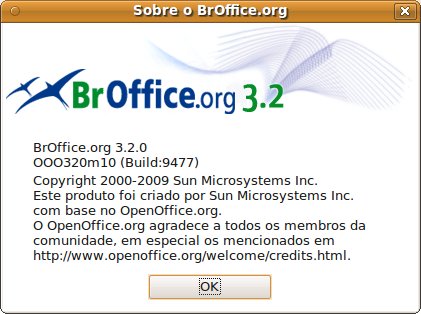 Sobre o BrOffice.org
BrOffice.org 3.2
BrOffice.org 3.2.0
OOO320m10 (Build:9477)
Copyright 2000-2009 Sun Microsystems Inc.
Este produto foi criado por Sun Microsystems Inc.
com base no OpenOffice.org.
O OpenOffice.org agradece a todos os membros da
comunidade, em especial os mencionados em
http://www.openoffice.org/welcome/credits.html.
OK